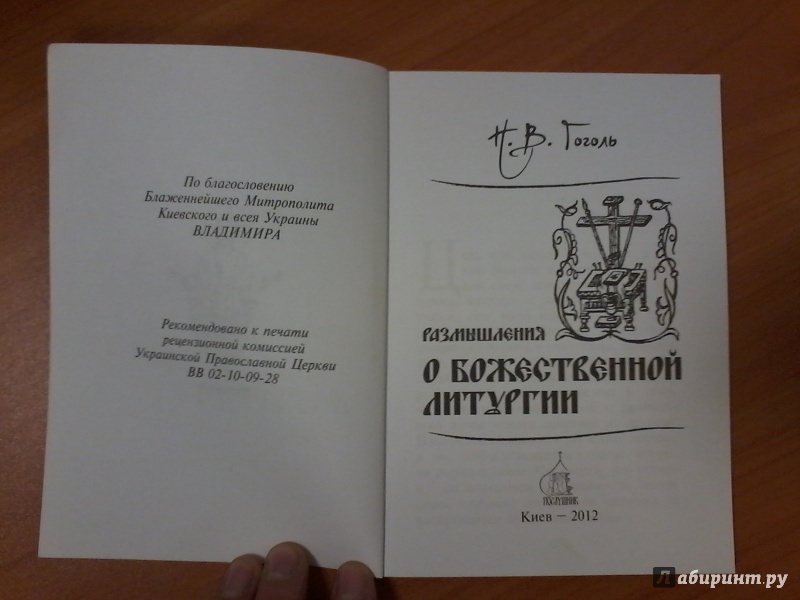 По благословению
Блаженнейшего Митрополита
Киевского и всея Украины
ВЛАДИМИРА
Рекомендовано к печати
рецензионной комиссией
Украинской Православной Церкви
ВВ 02-10-09-28
Н. В. Гоголь
РАЗМЫШЛЕНИЯ
О БОЖЕСТВЕННОЙ
ЛИТУРГИИ
ПОСЛУШНИК
Киев – 2012
Лабиринт.ру